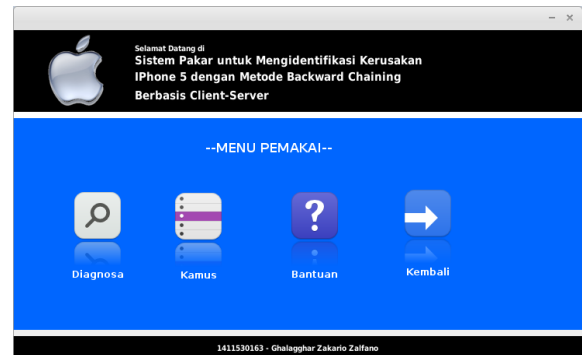 Selamat Datang di
Sistem Pakar untuk Mengidentifikasi Kerusakan
IPhone 5 dengan Metode Backward Chaining
Berbasis Client-Server
--MENU PEMAKAI--
?
Diagnosa Kamus Bantuan Kembali
1411530163 - Ghalagghar Zakario Zalfano